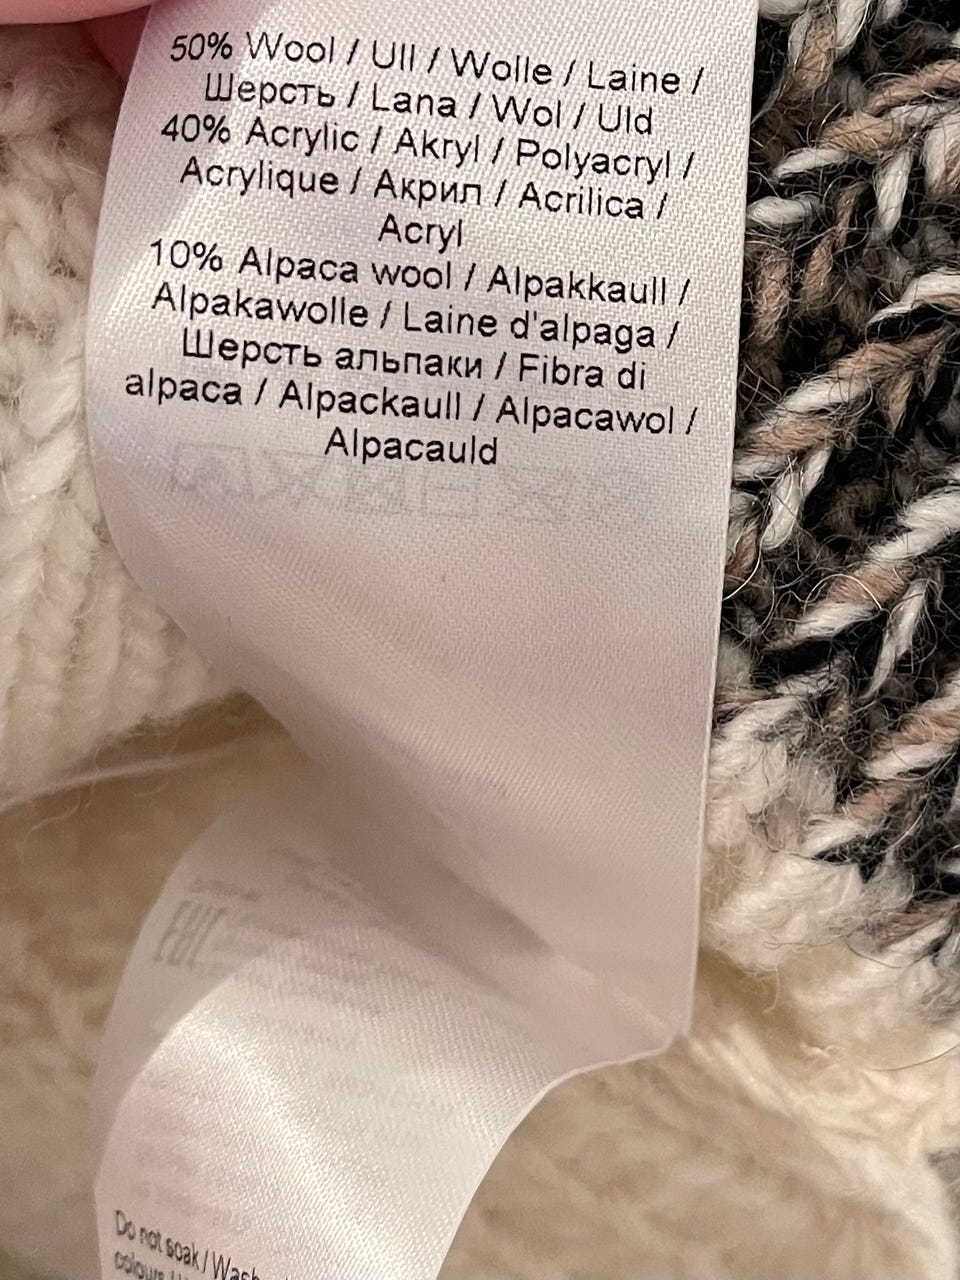 50% Wool / Ull / Wolle / Laine /
Шерсть / Lana / Wol / Uld
40% Acrylic / Akryl / Polyacryl /
Acrylique / Акрил / Acrilica /
Acryl
10% Alpaca wool / Alpakkaull /
Alpakawolle / Laine d'alpaga /
Шерсть альпаки / Fibra di
alpaca / Alpackaull / Alpacawol /
Alpacauld
Do not soak /
colours